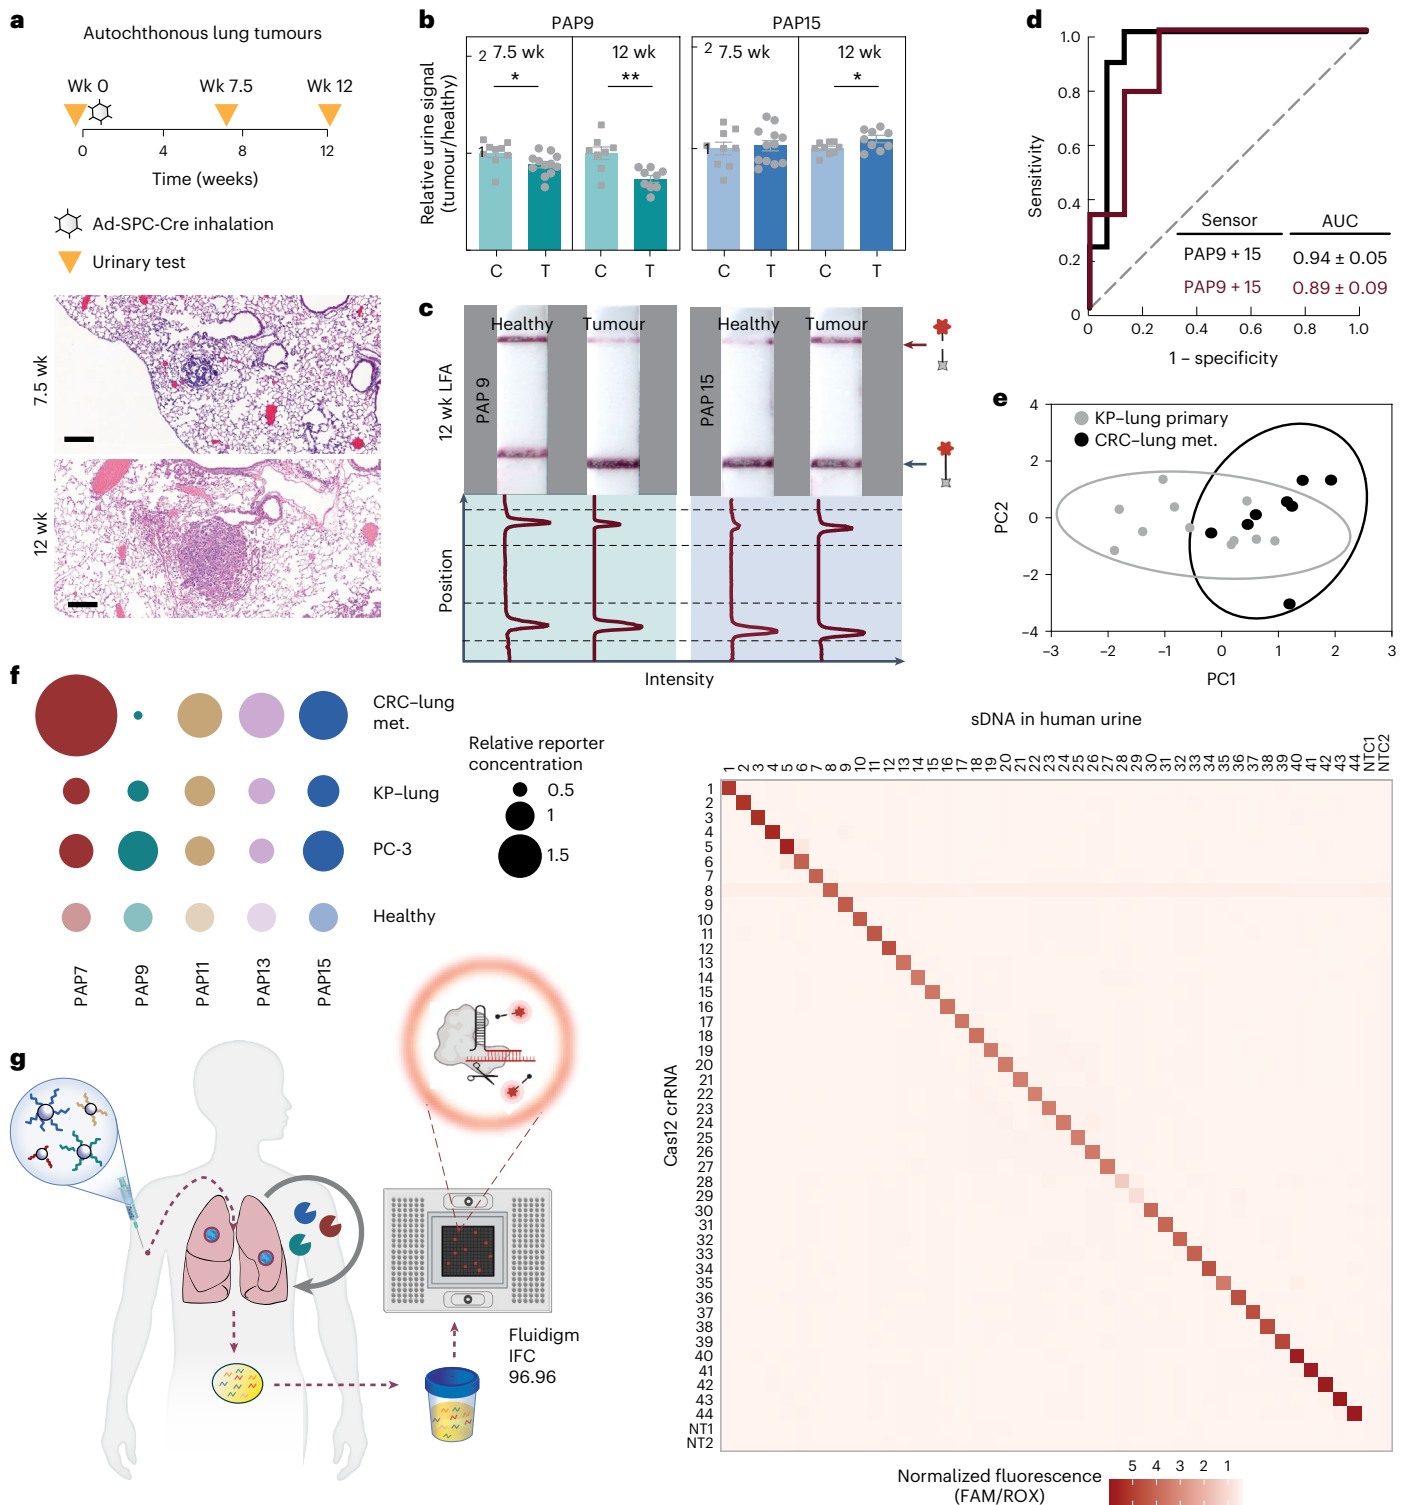 a
Autochthonous lung tumours
Wk 0
Wk 7.5
Wk 12
0
4
8
12
Time (weeks)
Ad-SPC-Cre inhalation
Urinary test
7.5 wk
12 wk
b
PAP9
PAP15
Relative urine signal
(tumour/healthy)
2
1
7.5 wk
12 wk
*
**
C
T
C
T
2
1
7.5 wk
12 wk
*
C
T
C
T
c
12 wk LFA
PAP 9
Healthy
Tumour
PAP 15
Healthy
Tumour
Position
Intensity
d
Sensitivity
1.0
0.8
0.6
0.4
0.2
0
Sensor
AUC
PAP9 + 15
0.94 ± 0.05
PAP9 + 15
0.89 ± 0.09
0
0.2
0.4
0.6
0.8
1.0
1 – specificity
e
KP–lung primary
CRC–lung met.
PC2
4
2
0
–2
–4
–3
–2
–1
0
1
2
3
PC1
f
CRC–lung
met.
KP–lung
PC-3
Healthy
PAP7
PAP9
PAP11
PAP13
PAP15
Relative reporter
concentration
0.5
1
1.5
g
Fluidigm
IFC
96.96
sDNA in human urine
1
2
3
4
5
6
7
8
9
10
11
12
13
14
15
16
17
18
19
20
21
22
23
24
25
26
27
28
29
30
31
32
33
34
35
36
37
38
39
40
41
42
43
44
NTC1
NTC2
Cas12 crRNA
1
2
3
4
5
6
7
8
9
10
11
12
13
14
15
16
17
18
19
20
21
22
23
24
25
26
27
28
29
30
31
32
33
34
35
36
37
38
39
40
41
42
43
44
NT1
NT2
Normalized fluorescence
(FAM/ROX)
5
4
3
2
1